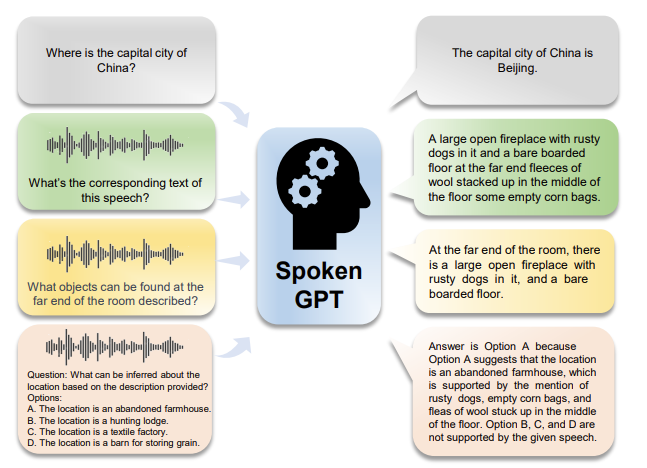 Where is the capital city of
China?
The capital city of China is
Beijing.
What's the corresponding text of
this speech?
A large open fireplace with rusty
dogs in it and a bare boarded
floor at the far end fleeces of
wool stacked up in the middle of
the floor some empty corn bags.
What objects can be found at the
far end of the room described?
At the far end of the room, there
is a large open fireplace with
rusty dogs in it, and a bare
boarded floor.
Spoken
GPT
Question: What can be inferred about the
location based on the description provided?
Options:
A. The location is an abandoned farmhouse.
B. The location is a hunting lodge.
C. The location is a textile factory.
D. The location is a barn for storing grain.
Answer is Option A because
Option A suggests that the location
is an abandoned farmhouse, which
is supported by the mention of
rusty dogs, empty corn bags, and
fleas of wool stuck up in the middle
of the floor. Option B, C, and D are
not supported by the given speech.